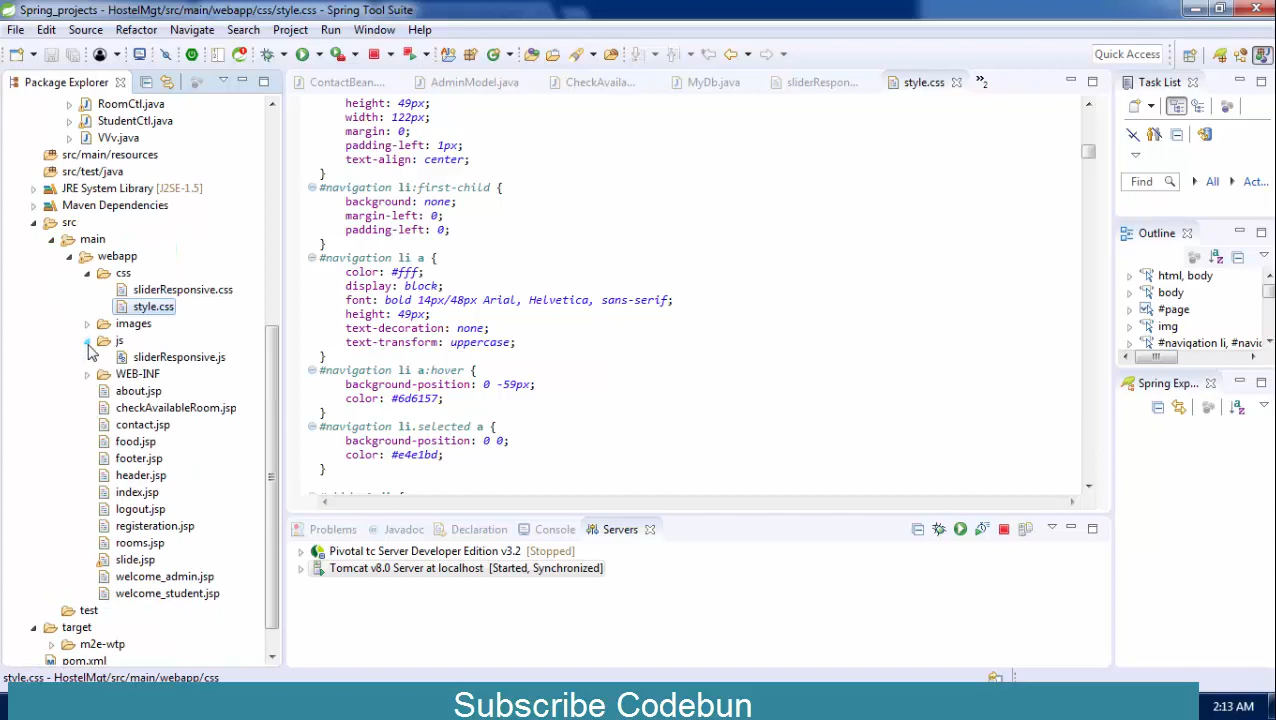 Spring_projects - HostelMgt/src/main/webapp/css/style.css - Spring Tool Suite
File Edit Source Refactor Navigate Search Project Run Window Help
Quick Access
Package Explorer
RoomCtl.java
StudentCtl.java
VVv.java
src/main/resources
src/test/java
JRE System Library [J2SE-1.5]
Maven Dependencies
src
main
webapp
css
sliderResponsive.css
style.css
images
js
sliderResponsive.js
WEB-INF
about.jsp
checkAvailableRoom.jsp
contact.jsp
food.jsp
footer.jsp
header.jsp
index.jsp
logout.jsp
registeration.jsp
rooms.jsp
slide.jsp
welcome_admin.jsp
welcome_student.jsp
test
target
m2e-wtp
pom.xml
ContactBean.... AdminModel.java CheckAvaila... MyDb.java sliderRespon... style.css »2
height: 49px;
width: 122px;
margin: 0;
padding-left: 1px;
text-align: center;
}
#navigation li:first-child {
background: none;
margin-left: 0;
padding-left: 0;
}
#navigation li a {
color: #fff;
display: block;
font: bold 14px/48px Arial, Helvetica, sans-serif;
height: 49px;
text-decoration: none;
text-transform: uppercase;
}
#navigation li a:hover {
background-position: 0 -59px;
color: #6d6157;
}
#navigation li.selected a {
background-position: 0 0;
color: #e4e1bd;
}
Problems Javadoc Declaration Console Servers
Pivotal tc Server Developer Edition v3.2 [Stopped]
Tomcat v8.0 Server at localhost [Started, Synchronized]
Task List
Find All Act...
Outline
html, body
body
#page
img
#navigation li, #navi
Spring Exp...
style.css - HostelMgt/src/main/webapp/css
Subscribe Codebun
2:13 AM